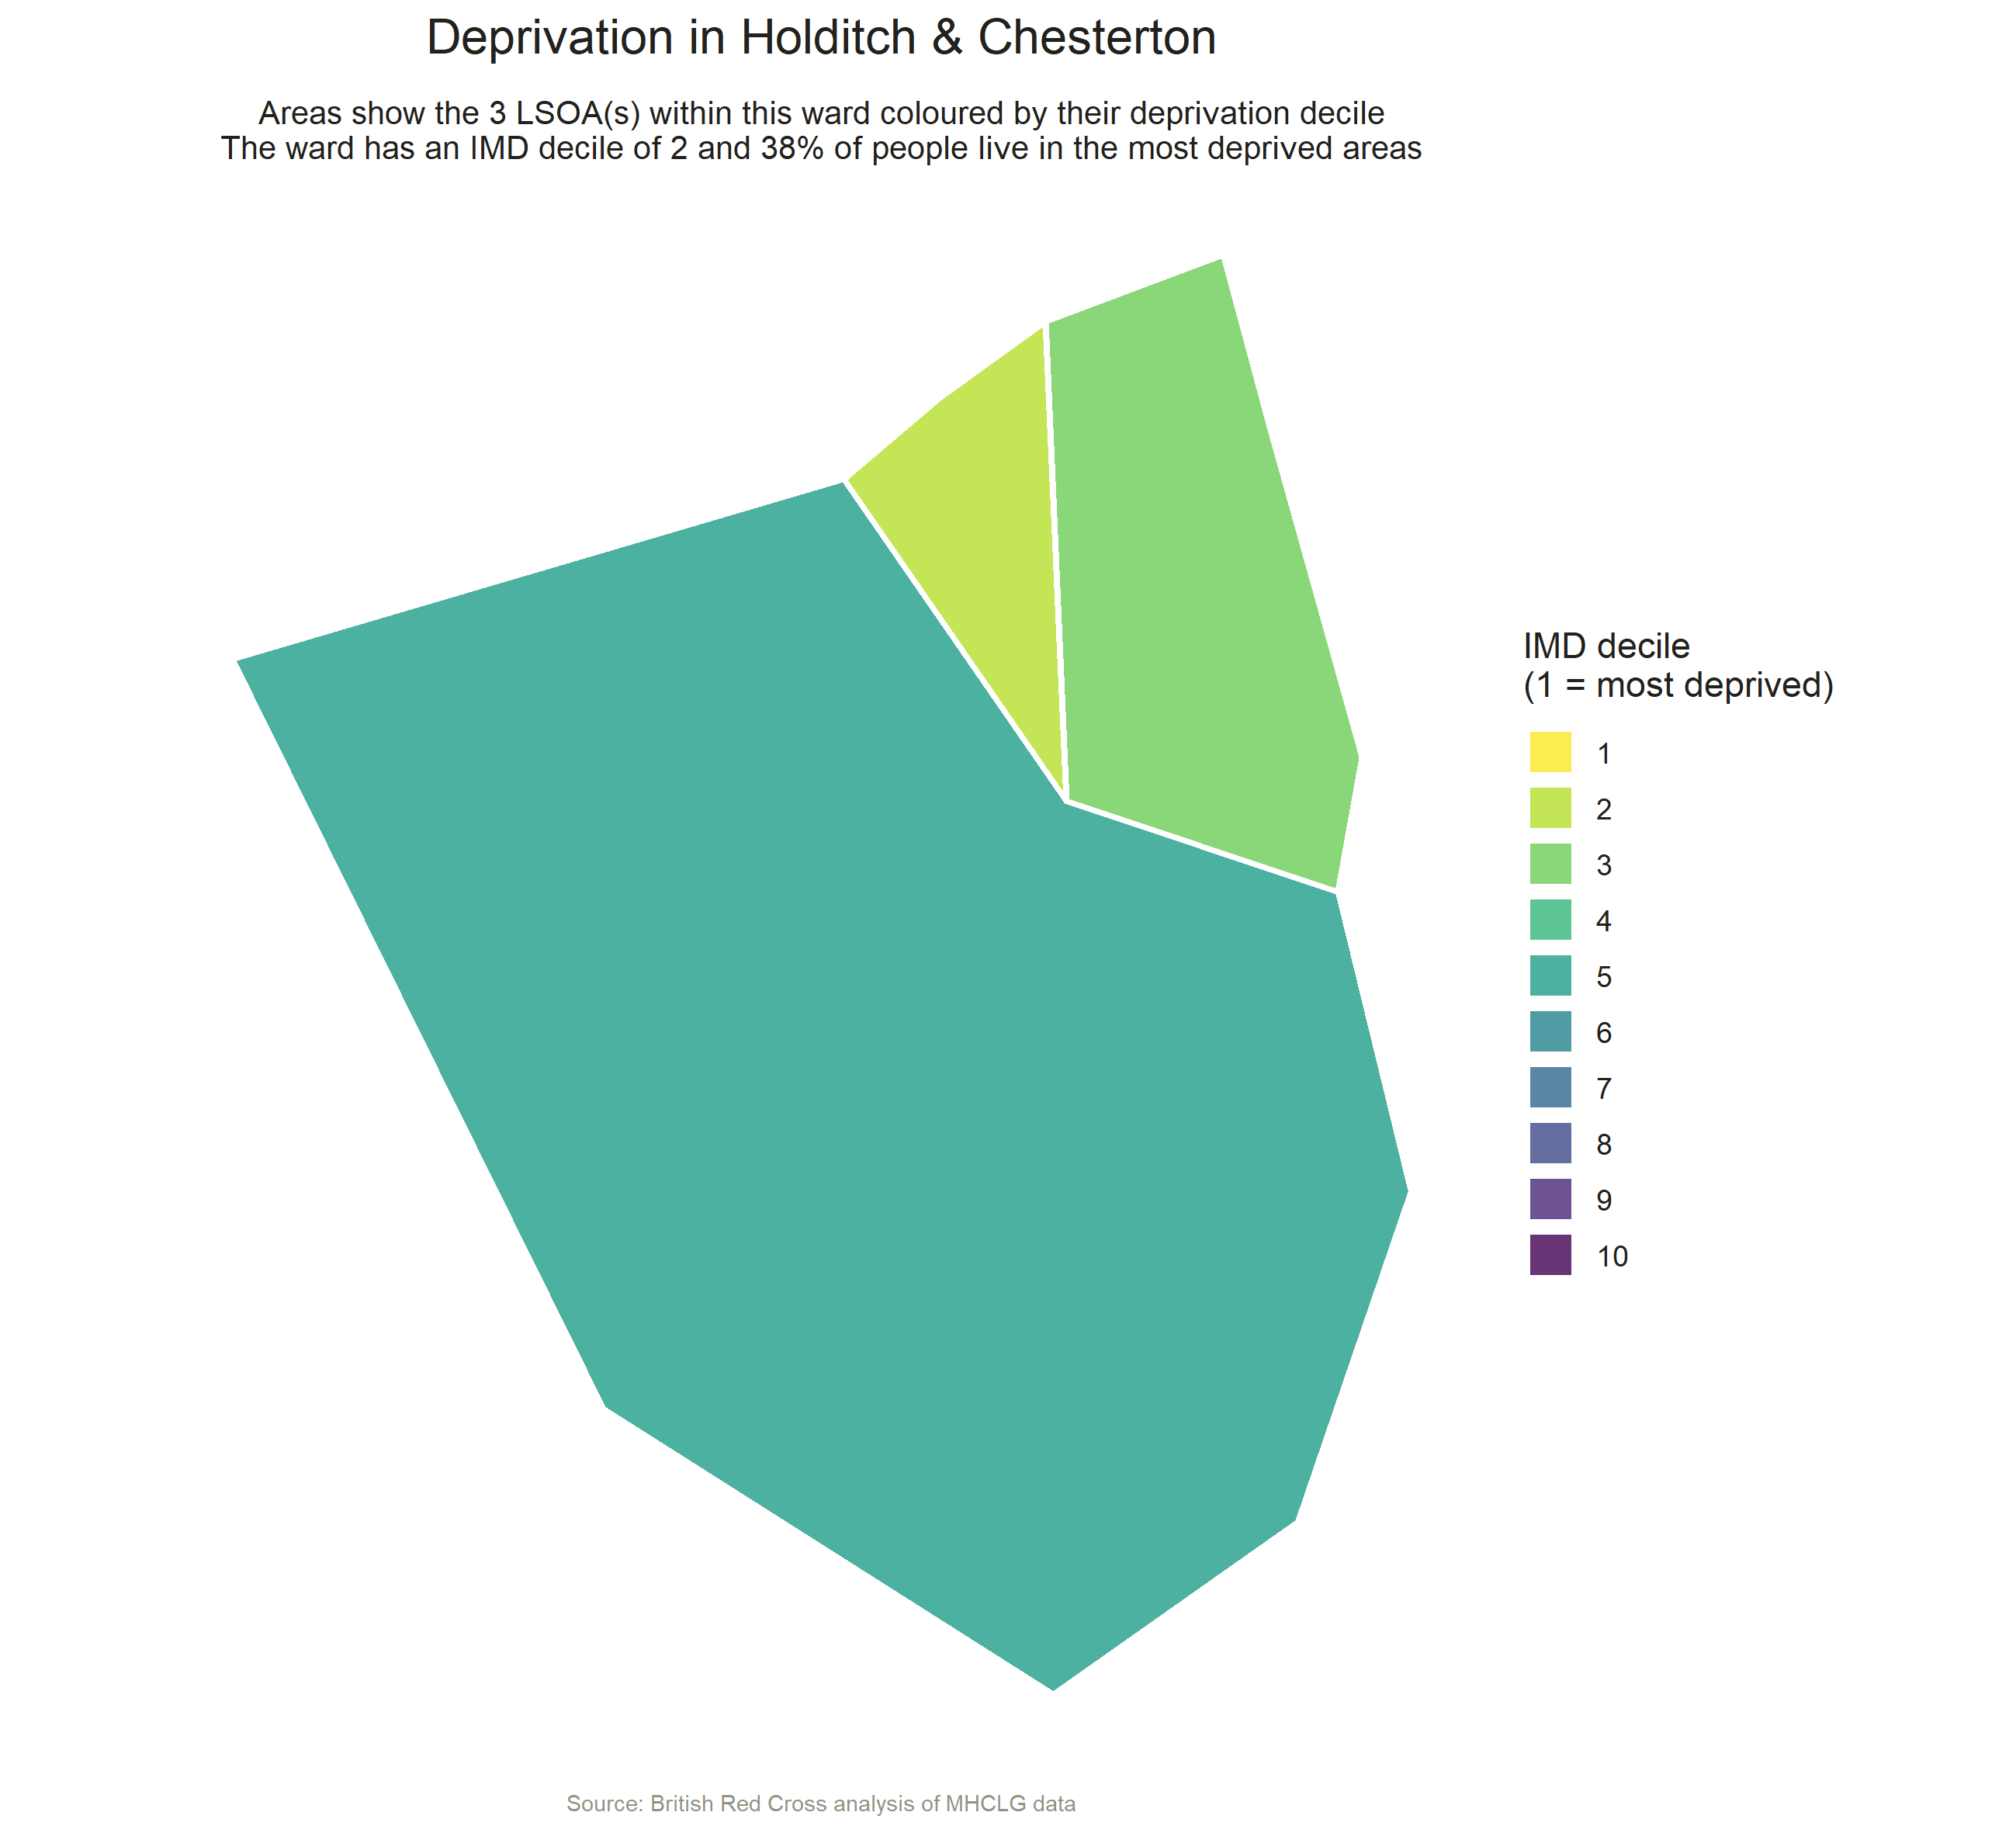 Deprivation in Holditch & Chesterton
Areas show the 3 LSOA(s) within this ward coloured by their deprivation decile
The ward has an IMD decile of 2 and 38% of people live in the most deprived areas
IMD decile
(1 = most deprived)
1
2
3
4
5
6
7
8
9
10
Source: British Red Cross analysis of MHCLG data